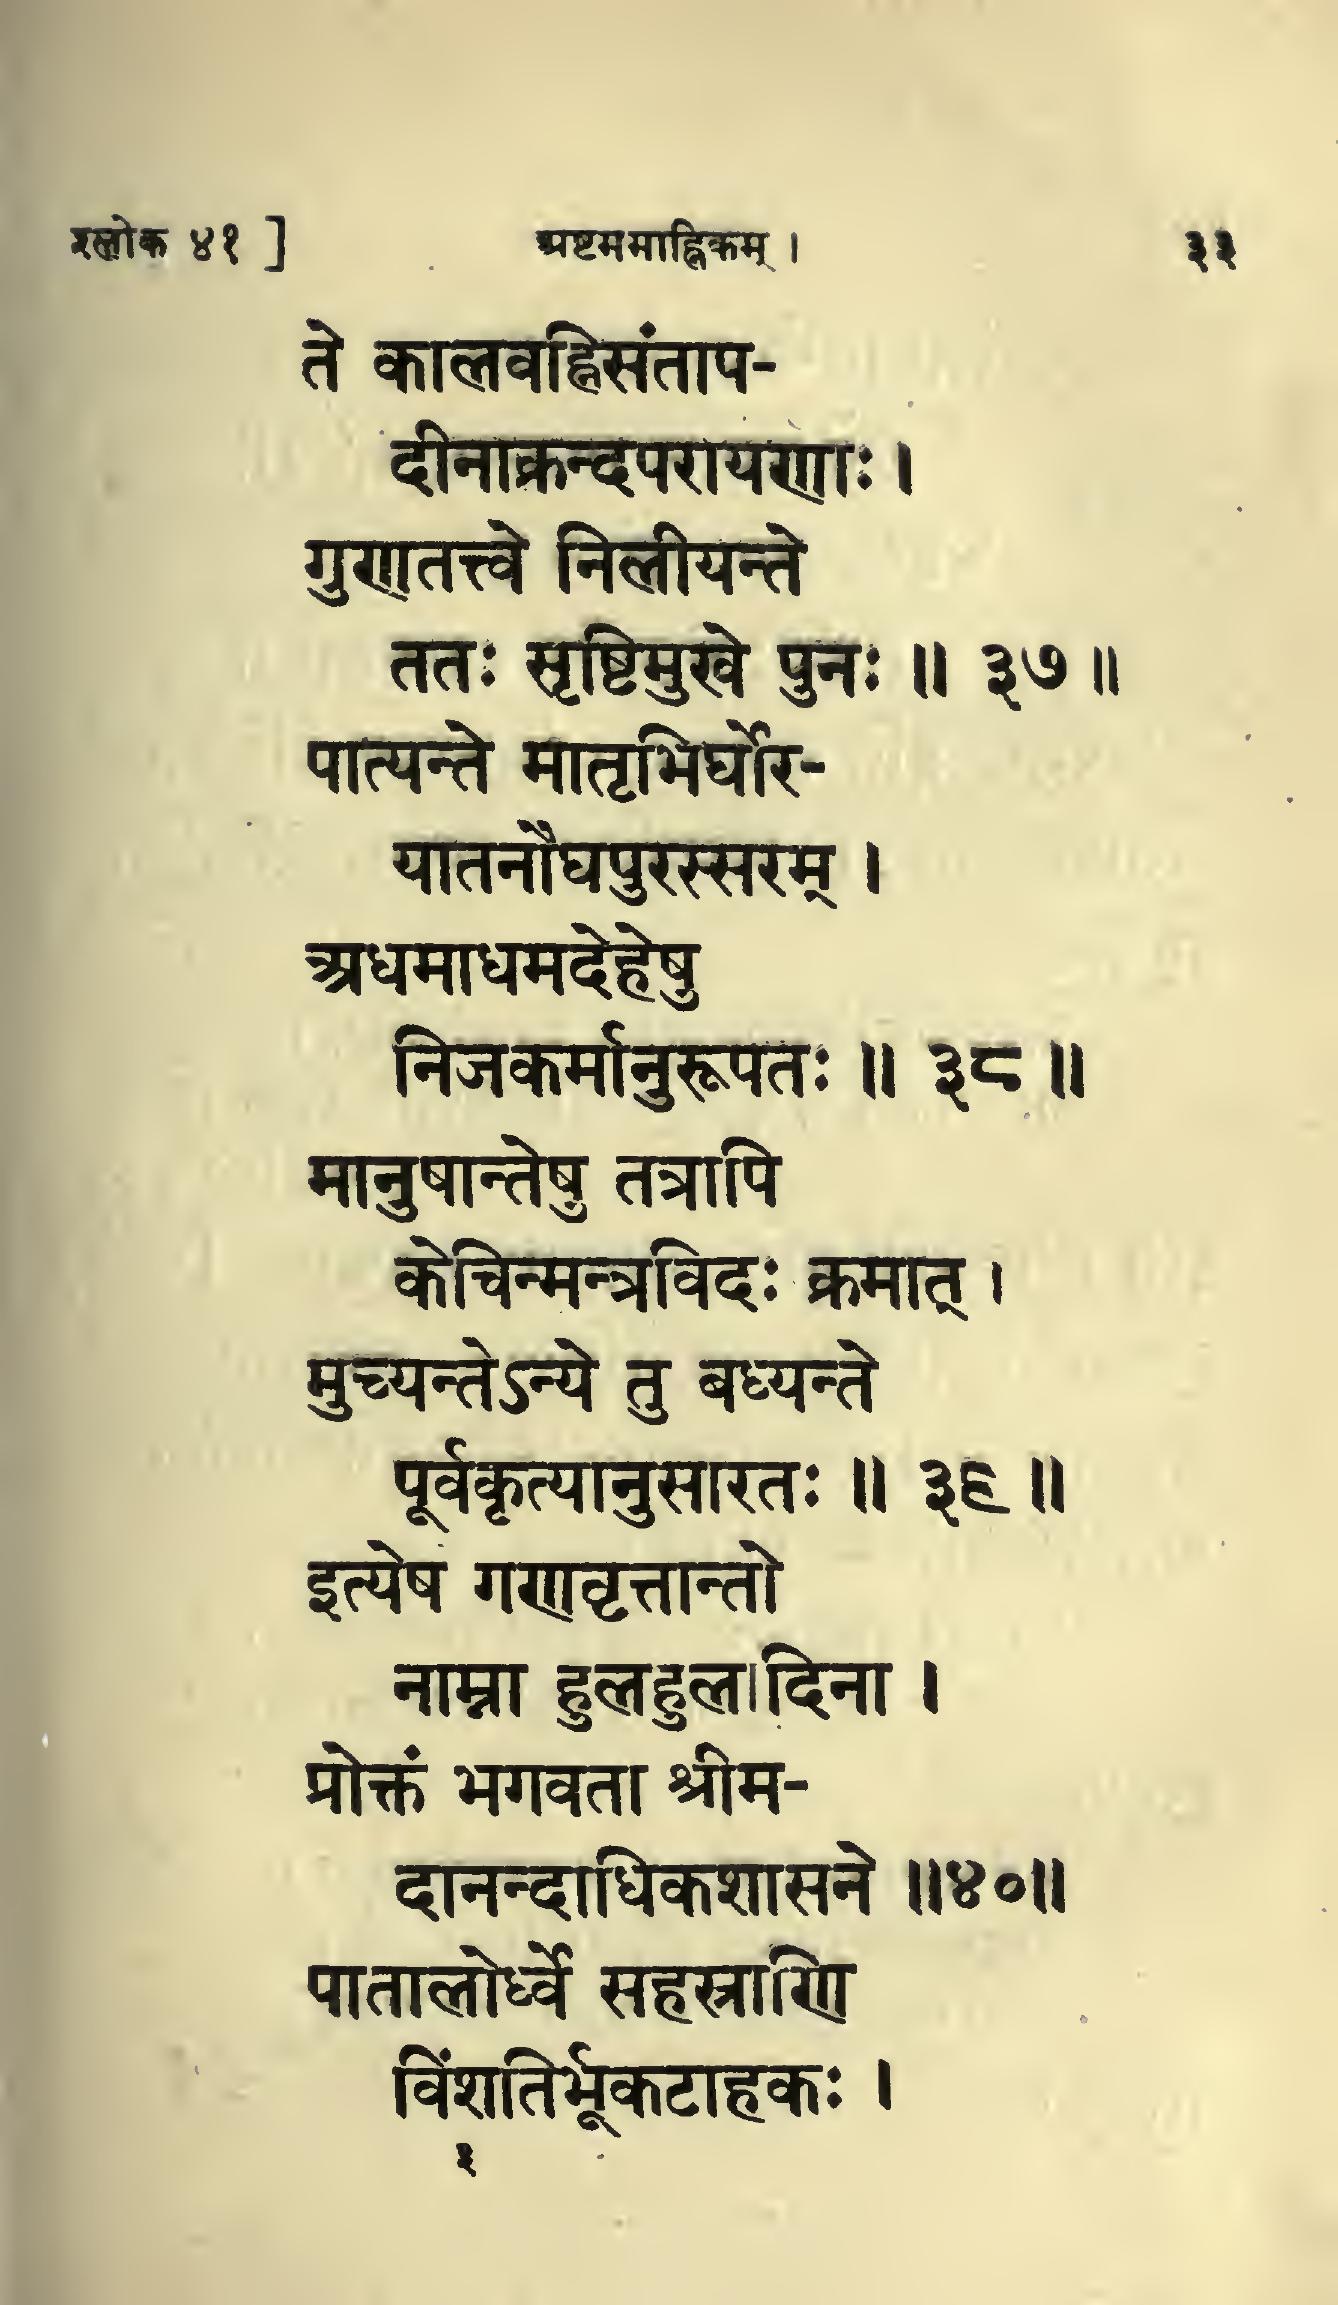 श्लोक ४१ ] अष्टममाह्निकम् । ३३
ते कालवह्निसंताप-
दीनाक्रन्दपरायणाः ।
गुणतत्त्वे निलीयन्ते
ततः सृष्टिमुखे पुनः ॥ ३७ ॥
पात्यन्ते मातृभिर्घोर-
यातनौघपुरस्सरम् ।
अधमाधमदेहेषु
निजकर्मानुरूपतः ॥ ३८ ॥
मानुषान्तेषु तत्रापि
केचिन्मन्त्रविदः क्रमात् ।
मुच्यन्तेऽन्ये तु बध्यन्ते
पूर्वकृत्यानुसारतः ॥ ३९ ॥
इत्येष गणवृत्तान्तो
नाम्ना हुलहुलादिना ।
प्रोक्तं भगवता श्रीम-
दानन्दाधिकशासने ॥४०॥
पातालोर्ध्वे सहस्राणि
विंशतिर्भूकटाहकः ।
३